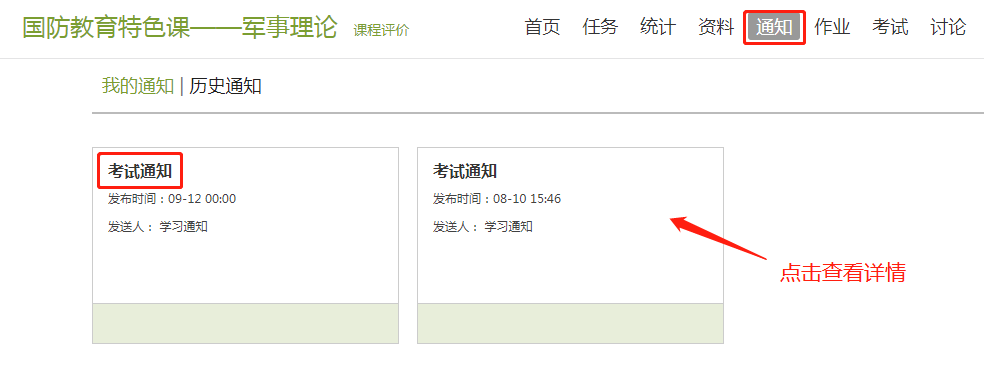 国防教育特色课——军事理论 课程评价 首页 任务 统计 资料 通知 作业 考试 讨论
我的通知 | 历史通知
考试通知
发布时间：09-12 00:00
发送人： 学习通知
考试通知
发布时间：08-10 15:46
发送人： 学习通知
点击查看详情